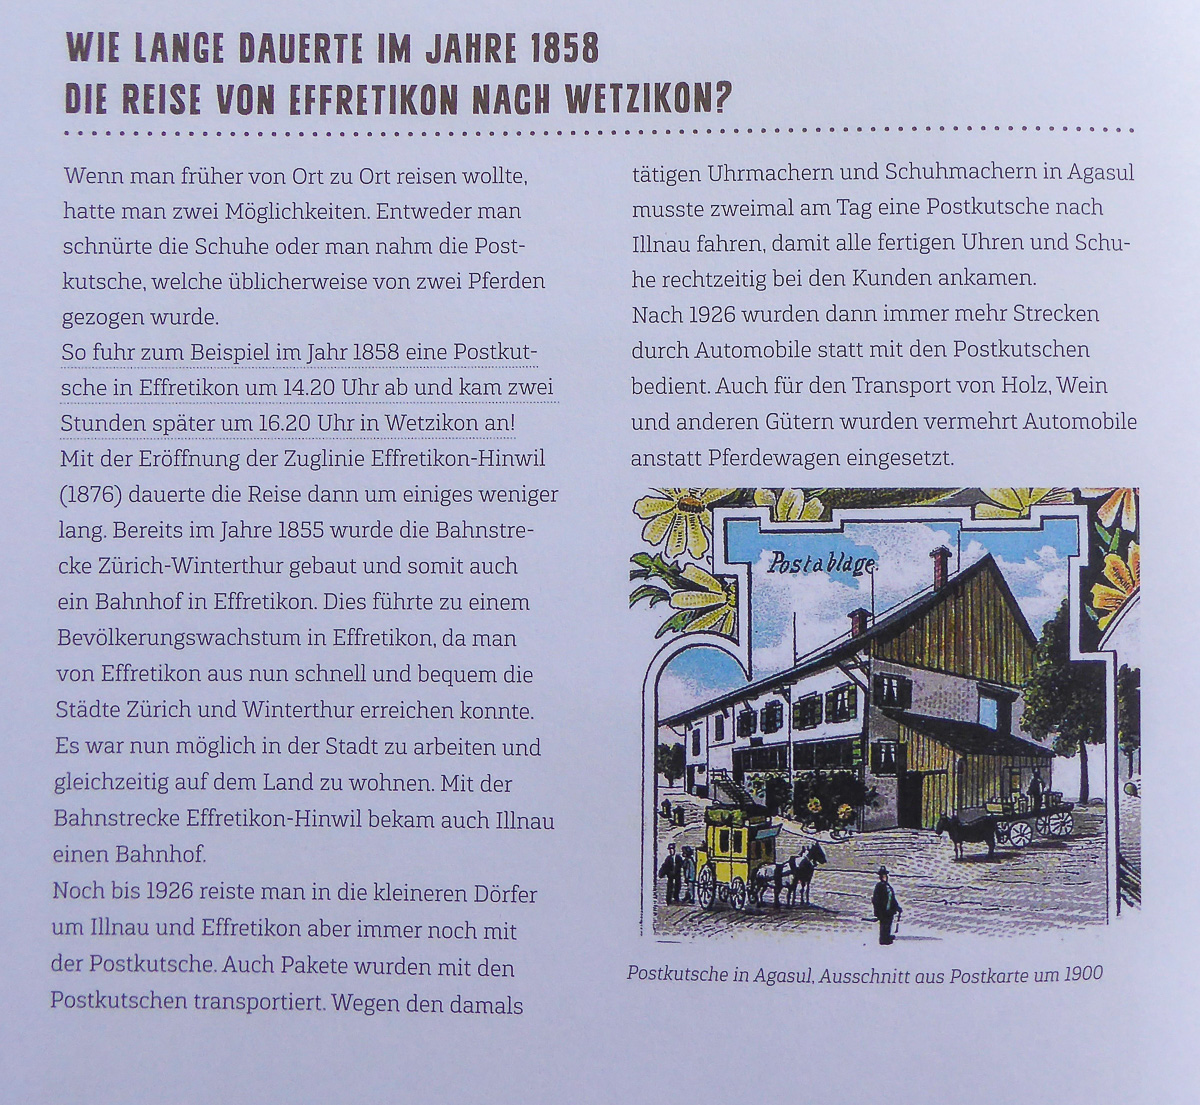 WIE LANGE DAUERTE IM JAHRE 1858
DIE REISE VON EFFRETIKON NACH WETZIKON?
Wenn man früher von Ort zu Ort reisen wollte,
hatte man zwei Möglichkeiten. Entweder man
schnürte die Schuhe oder man nahm die Post-
kutsche, welche üblicherweise von zwei Pferden
gezogen wurde.
So fuhr zum Beispiel im Jahr 1858 eine Postkut-
sche in Effretikon um 14.20 Uhr ab und kam zwei
Stunden später um 16.20 Uhr in Wetzikon an!
Mit der Eröffnung der Zuglinie Effretikon-Hinwil
(1876) dauerte die Reise dann um einiges weniger
lang. Bereits im Jahre 1855 wurde die Bahnstre-
cke Zürich-Winterthur gebaut und somit auch
ein Bahnhof in Effretikon. Dies führte zu einem
Bevölkerungswachstum in Effretikon, da man
von Effretikon aus nun schnell und bequem die
Städte Zürich und Winterthur erreichen konnte.
Es war nun möglich in der Stadt zu arbeiten und
gleichzeitig auf dem Land zu wohnen. Mit der
Bahnstrecke Effretikon-Hinwil bekam auch Illnau
einen Bahnhof.
Noch bis 1926 reiste man in die kleineren Dörfer
um Illnau und Effretikon aber immer noch mit
der Postkutsche. Auch Pakete wurden mit den
Postkutschen transportiert. Wegen den damals
tätigen Uhrmachern und Schuhmachern in Agasul
musste zweimal am Tag eine Postkutsche nach
Illnau fahren, damit alle fertigen Uhren und Schu-
he rechtzeitig bei den Kunden ankamen.
Nach 1926 wurden dann immer mehr Strecken
durch Automobile statt mit den Postkutschen
bedient. Auch für den Transport von Holz, Wein
und anderen Gütern wurden vermehrt Automobile
anstatt Pferdewagen eingesetzt.
Postablage.
Postkutsche in Agasul, Ausschnitt aus Postkarte um 1900